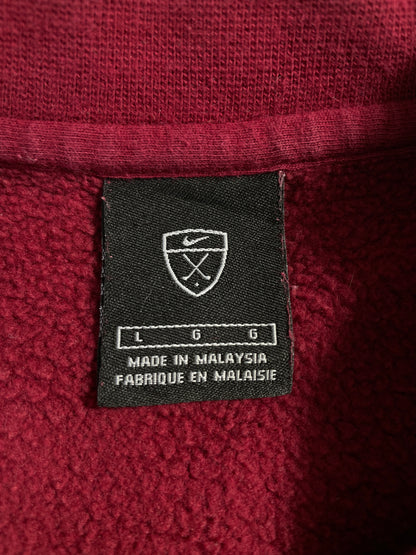 L G G
MADE IN MALAYSIA
FABRIQUE EN MALAISIE